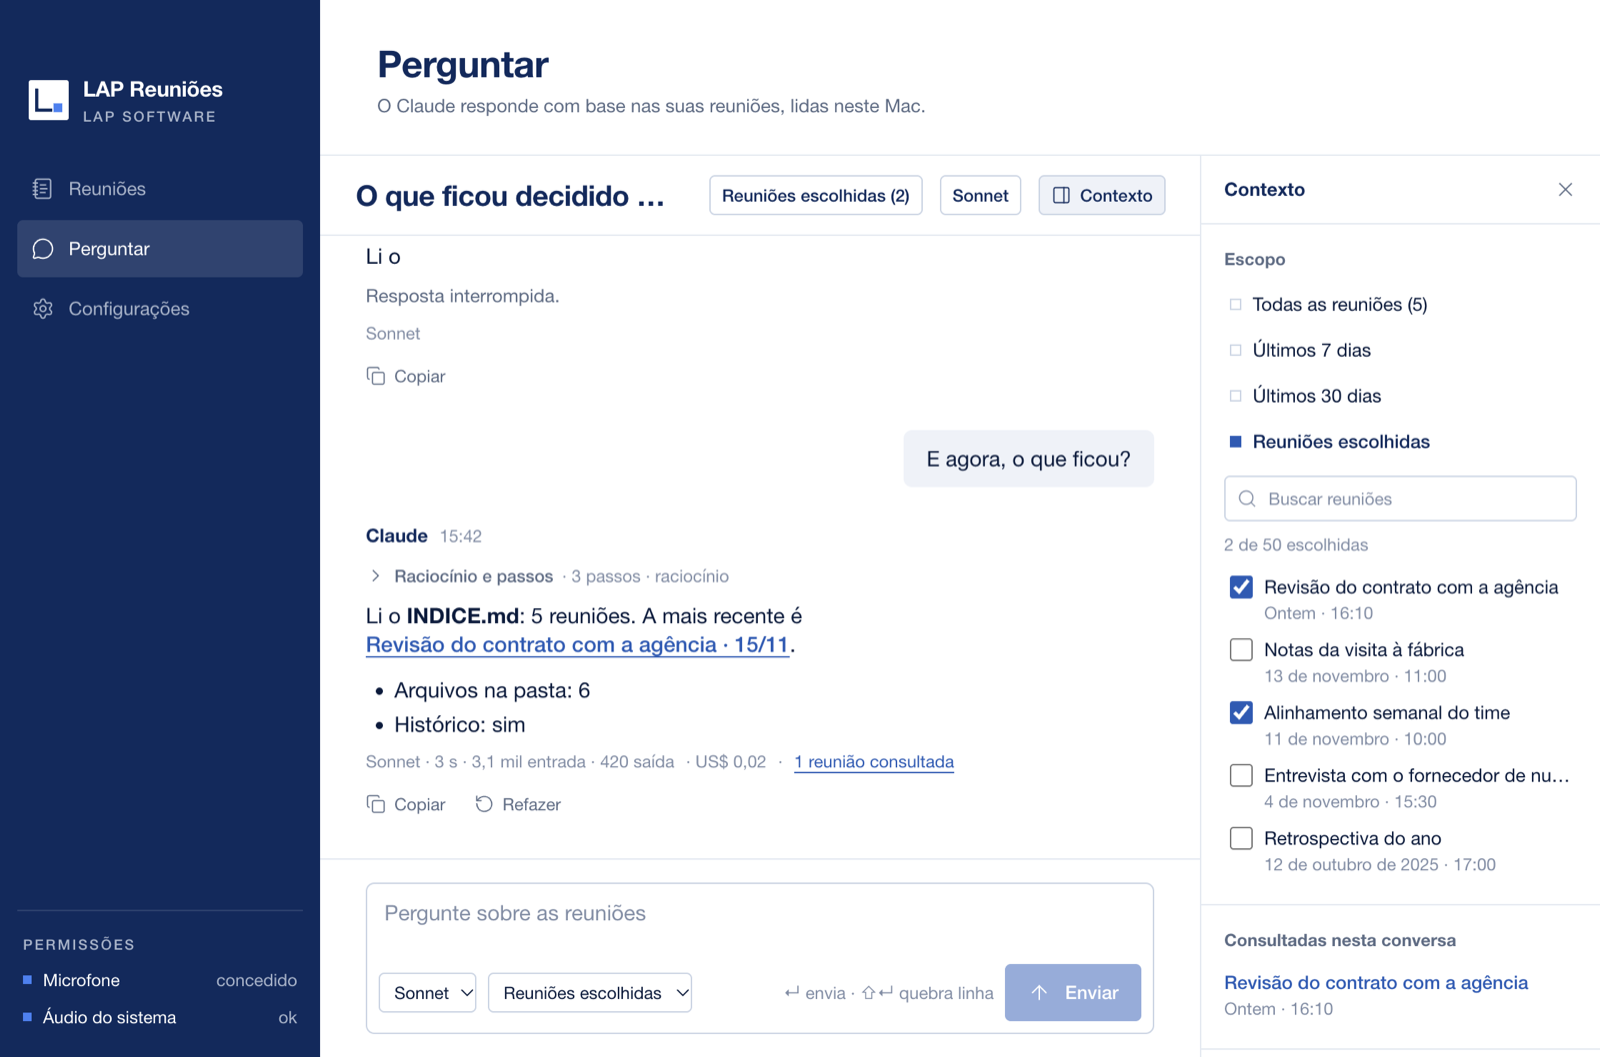 LAP Reuniões
LAP SOFTWARE
Reuniões
Perguntar
Configurações
PERMISSÕES
Microfone concedido
Áudio do sistema ok
Perguntar
O Claude responde com base nas suas reuniões, lidas neste Mac.
O que ficou decidido ... Reuniões escolhidas (2) Sonnet Contexto
Li o
Resposta interrompida.
Sonnet
Copiar
E agora, o que ficou?
Claude 15:42
Raciocínio e passos · 3 passos · raciocínio
Li o INDICE.md: 5 reuniões. A mais recente é
Revisão do contrato com a agência · 15/11.
• Arquivos na pasta: 6
• Histórico: sim
Sonnet · 3 s · 3,1 mil entrada · 420 saída · US$ 0,02 · 1 reunião consultada
Copiar Refazer
Pergunte sobre as reuniões
Sonnet Reuniões escolhidas ↵ envia · ⇧↵ quebra linha Enviar
Contexto
Escopo
Todas as reuniões (5)
Últimos 7 dias
Últimos 30 dias
Reuniões escolhidas
Buscar reuniões
2 de 50 escolhidas
Revisão do contrato com a agência
Ontem · 16:10
Notas da visita à fábrica
13 de novembro · 11:00
Alinhamento semanal do time
11 de novembro · 10:00
Entrevista com o fornecedor de nu...
4 de novembro · 15:30
Retrospectiva do ano
12 de outubro de 2025 · 17:00
Consultadas nesta conversa
Revisão do contrato com a agência
Ontem · 16:10